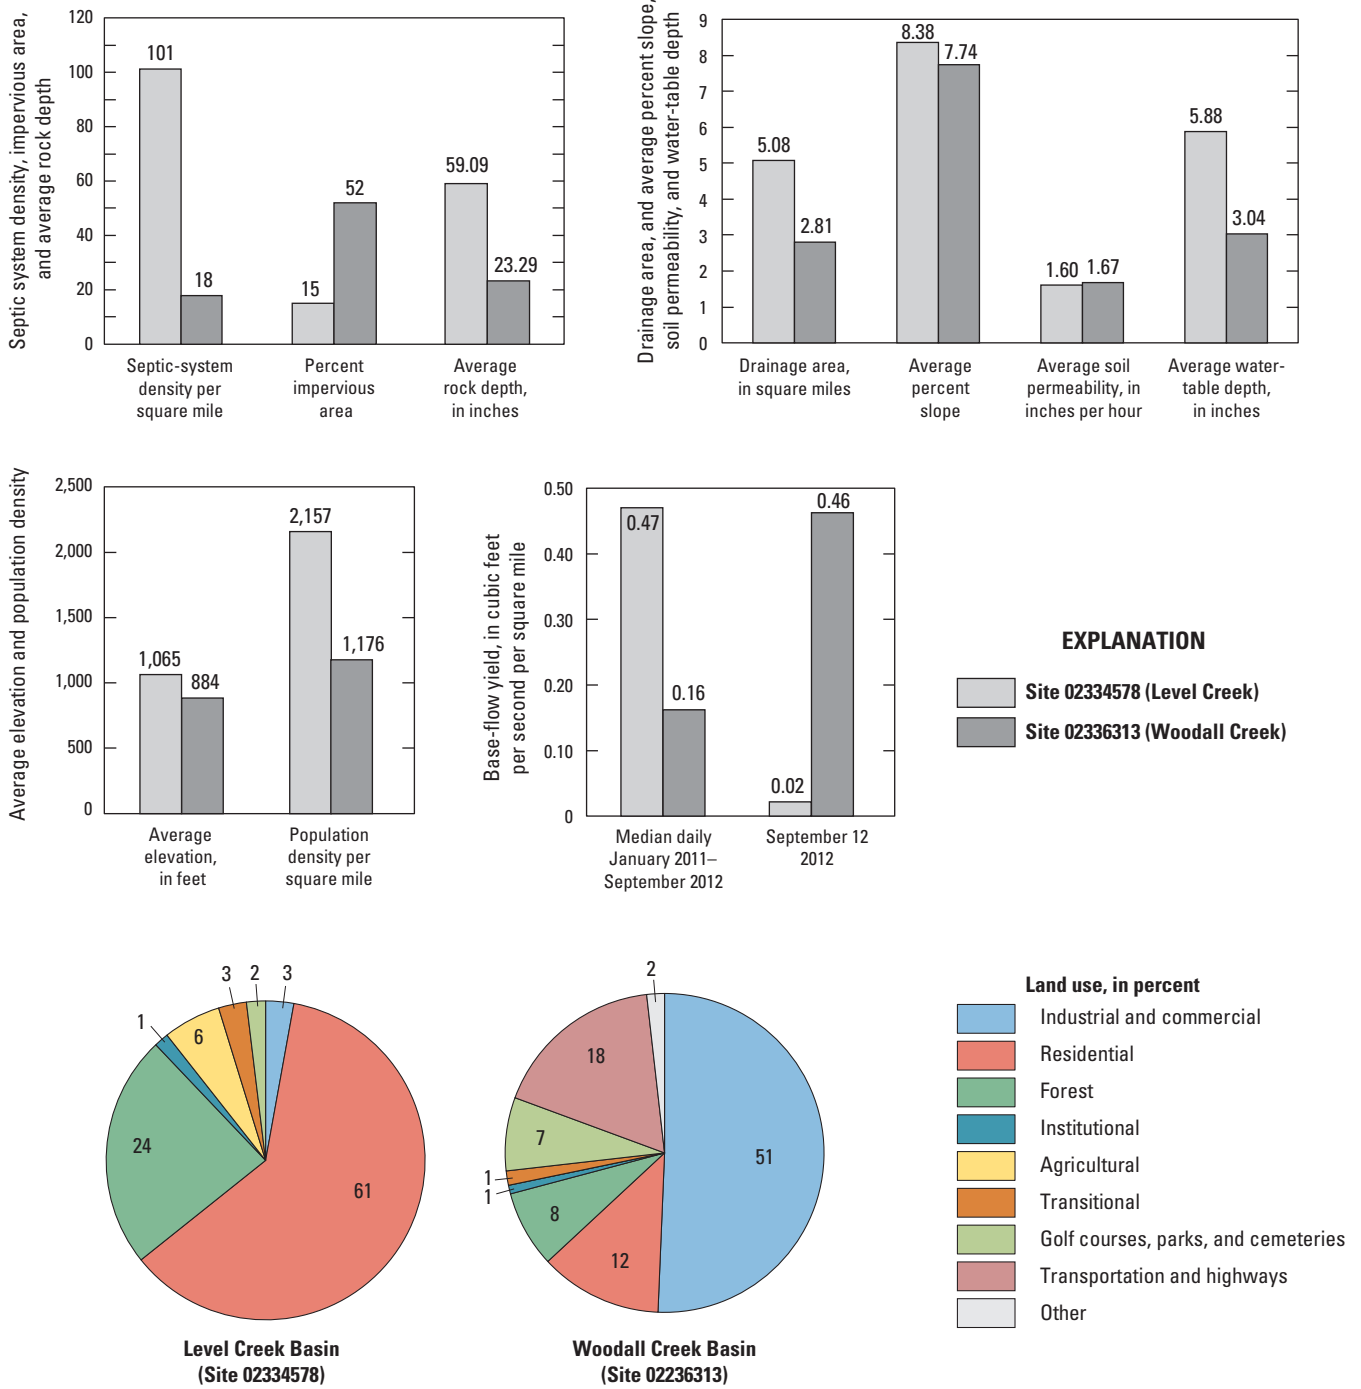 Septic system density, impervious area,
and average rock depth
120
100
80
60
40
20
0
101
18
15
52
59.09
23.29
Septic-system
density per
square mile
Percent
impervious
area
Average
rock depth,
in inches
Drainage area, and average percent slope,
soil permeability, and water-table depth
9
8
7
6
5
4
3
2
1
0
5.08
2.81
8.38
7.74
1.60
1.67
5.88
3.04
Drainage area,
in square miles
Average
percent
slope
Average soil
permeability, in
inches per hour
Average water-
table depth,
in inches
Average elevation and population density
2,500
2,000
1,500
1,000
500
0
1,065
884
2,157
1,176
Average
elevation,
in feet
Population
density per
square mile
Base-flow yield, in cubic feet
per second per square mile
0.50
0.40
0.30
0.20
0.10
0
0.47
0.16
0.02
0.46
Median daily
January 2011–
September 2012
September 12
2012
EXPLANATION
Site 02334578 (Level Creek)
Site 02336313 (Woodall Creek)
3
2
3
1
6
24
61
Level Creek Basin
(Site 02334578)
2
18
7
1
1
8
12
51
Woodall Creek Basin
(Site 02236313)
Land use, in percent
Industrial and commercial
Residential
Forest
Institutional
Agricultural
Transitional
Golf courses, parks, and cemeteries
Transportation and highways
Other